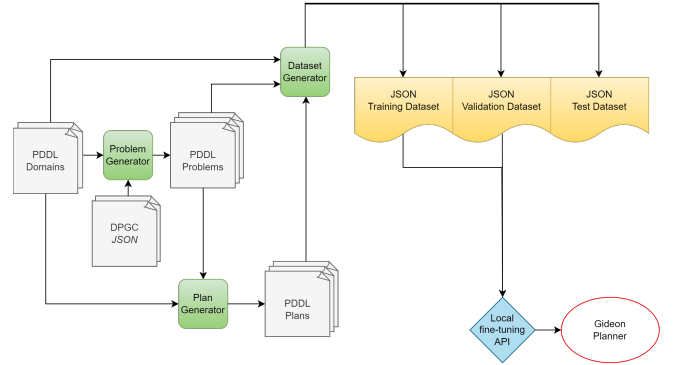 Dataset
Generator
JSON
Training Dataset
JSON
Validation Dataset
JSON
Test Dataset
PDDL
Domains
Problem
Generator
PDDL
Problems
DPGC
JSON
Plan
Generator
PDDL
Plans
Local
fine-tuning
API
Gideon
Planner